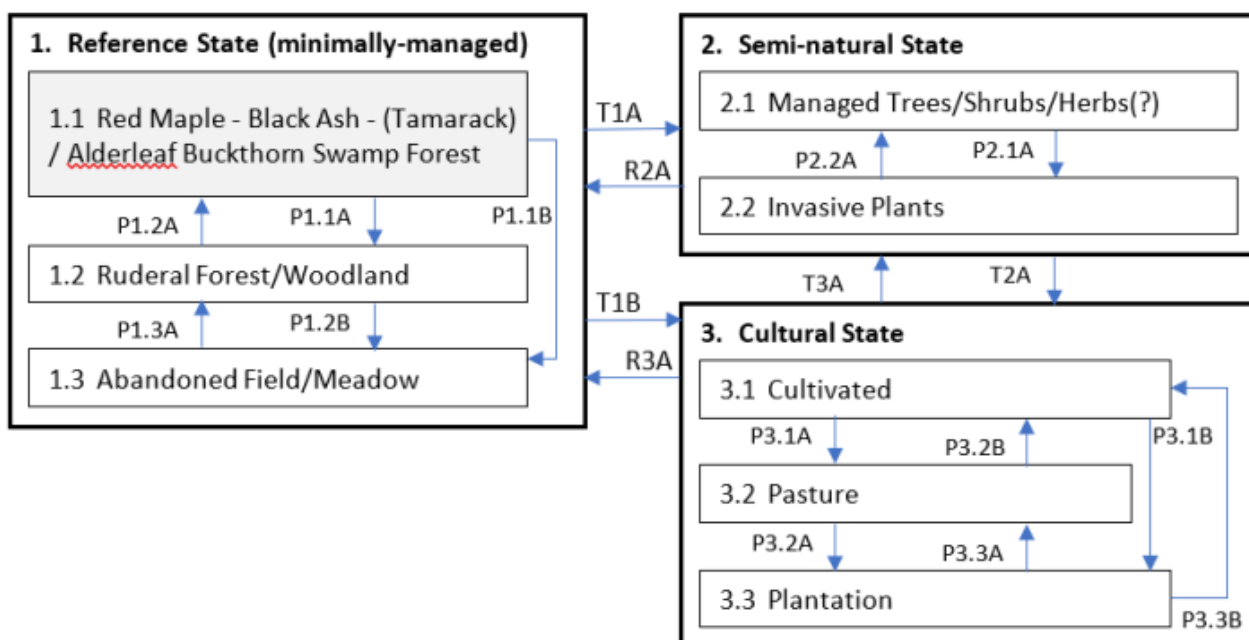 1. Reference State (minimally-managed)
1.1 Red Maple - Black Ash - (Tamarack)
/ Alderleaf Buckthorn Swamp Forest
P1.2A
P1.1A
P1.1B
1.2 Ruderal Forest/Woodland
P1.3A
P1.2B
1.3 Abandoned Field/Meadow
T1A
R2A
T1B
R3A
2. Semi-natural State
2.1 Managed Trees/Shrubs/Herbs(?)
P2.2A
P2.1A
2.2 Invasive Plants
T3A
T2A
3. Cultural State
3.1 Cultivated
P3.1A
P3.2B
P3.1B
3.2 Pasture
P3.2A
P3.3A
3.3 Plantation
P3.3B